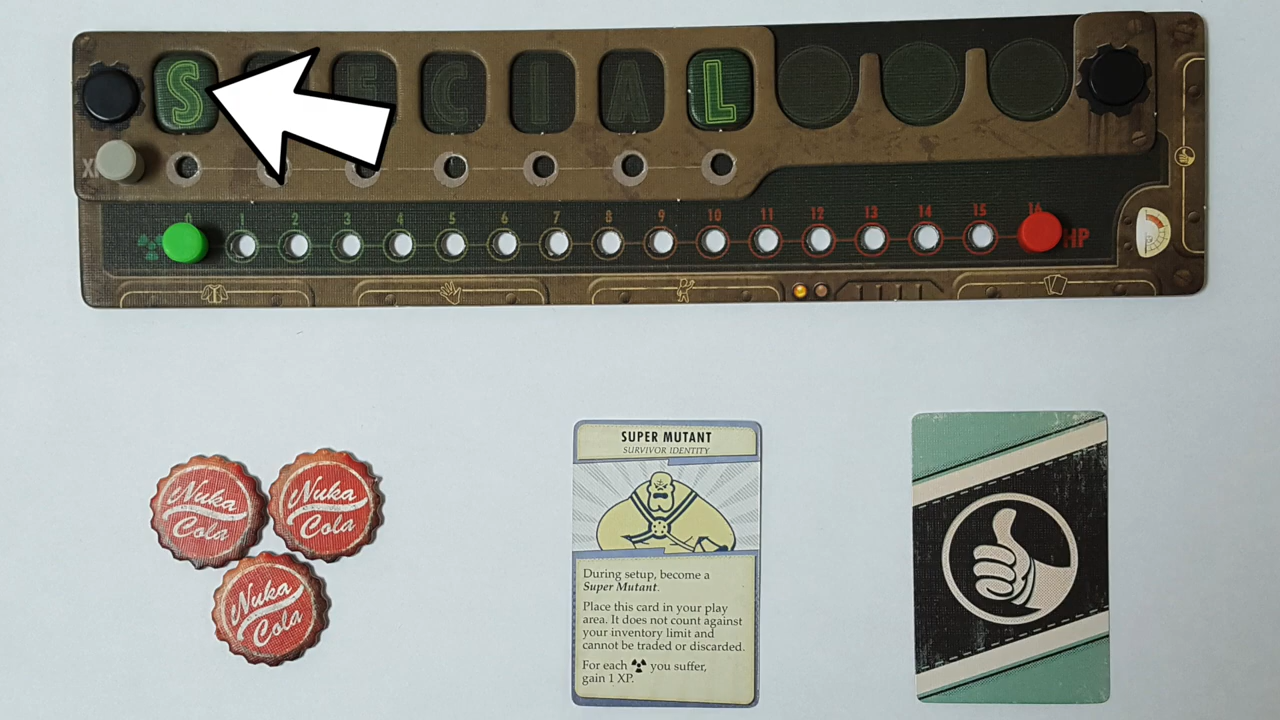 S E C I A L
XP
0 1 2 3 4 5 6 7 8 9 10 11 12 13 14 15 16
HP
Nuka
Cola
Nuka
Cola
Nuka
Cola
SUPER MUTANT
SURVIVOR IDENTITY
During setup, become a
Super Mutant.
Place this card in your play
area. It does not count against
your inventory limit and
cannot be traded or discarded.
For each you suffer,
gain 1 XP.